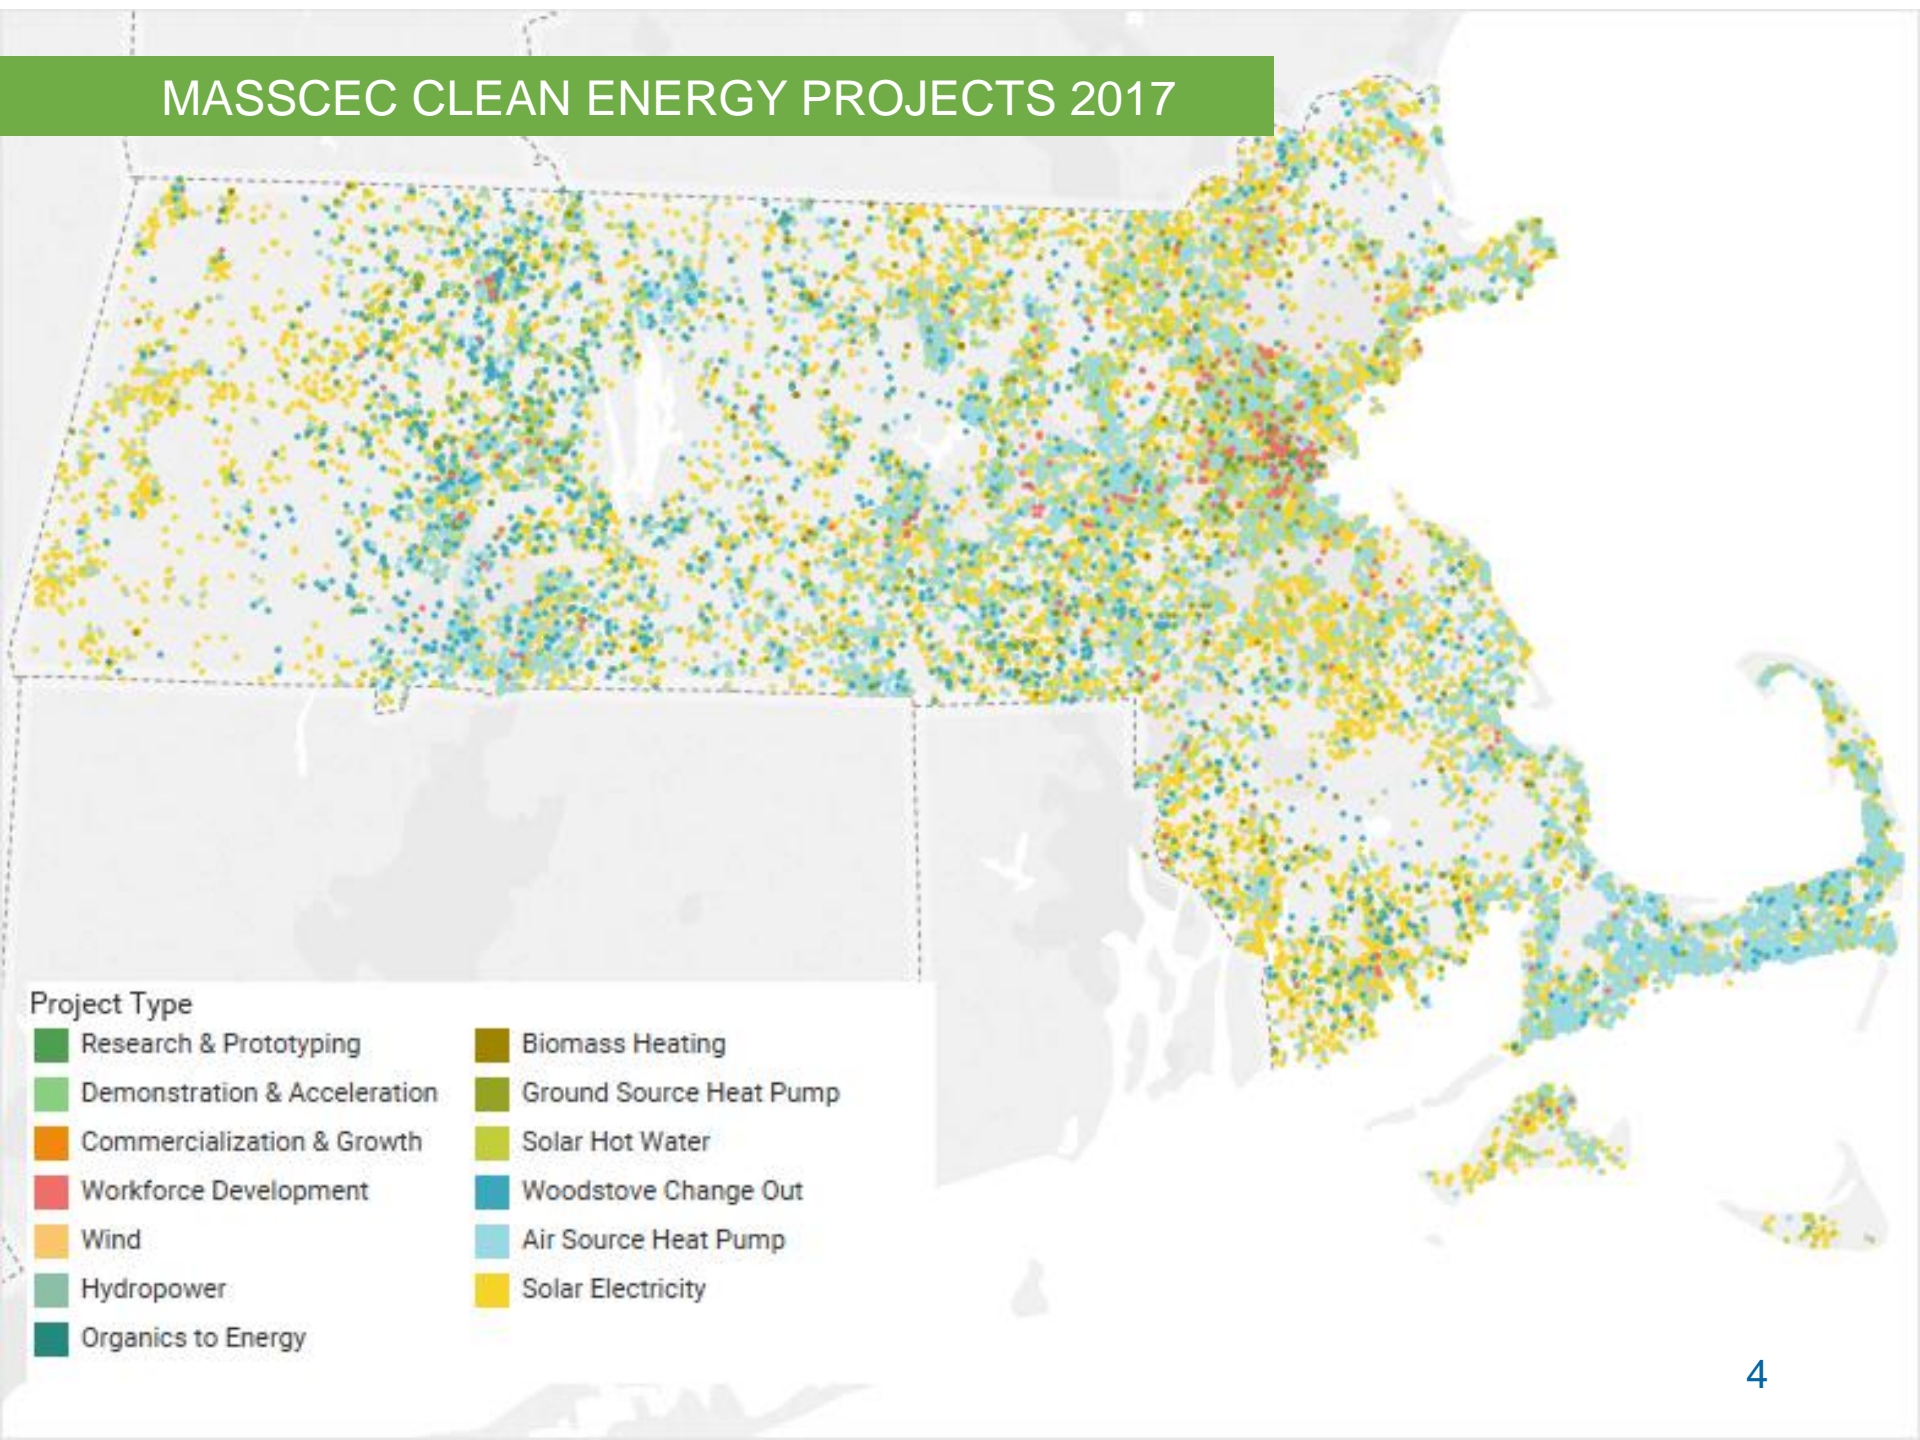 MASSCEC CLEAN ENERGY PROJECTS 2017
Project Type
Research & Prototyping
Demonstration & Acceleration
Commercialization & Growth
Workforce Development
Wind
Hydropower
Organics to Energy
Biomass Heating
Ground Source Heat Pump
Solar Hot Water
Woodstove Change Out
Air Source Heat Pump
Solar Electricity
4